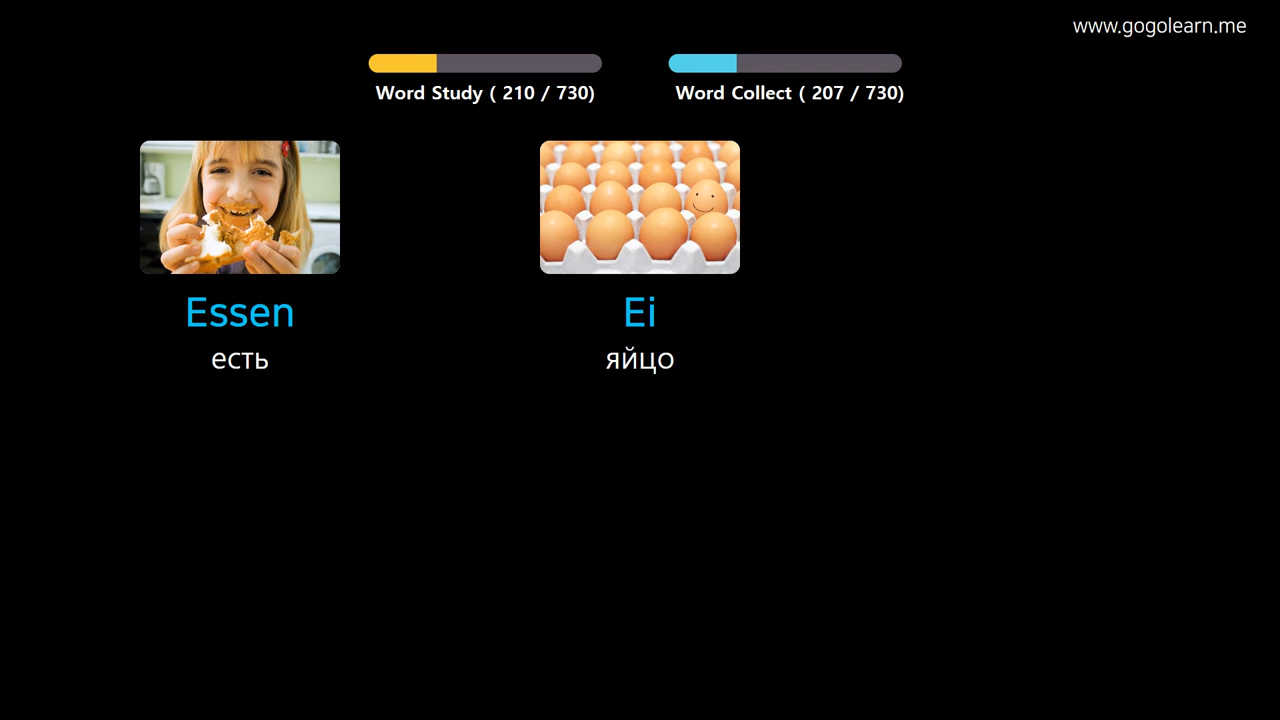 www.gogolearn.me
Word Study ( 210 / 730)
Word Collect ( 207 / 730)
Essen
Ei
есть
яйцо